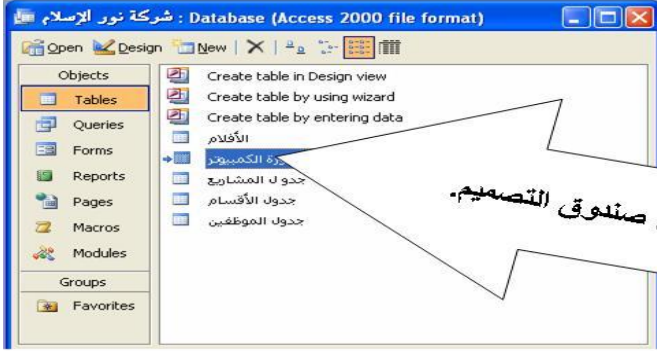 شركة نور الإسلام : Database (Access 2000 file format)
Open Design New
Objects
Tables
Queries
Forms
Reports
Pages
Macros
Modules
Groups
Favorites
Create table in Design view
Create table by using wizard
Create table by entering data
الأفلام
الكمبيوتر
جدول المشاريع
جدول الأقسام
جدول الموظفين
صندوق التصميم.